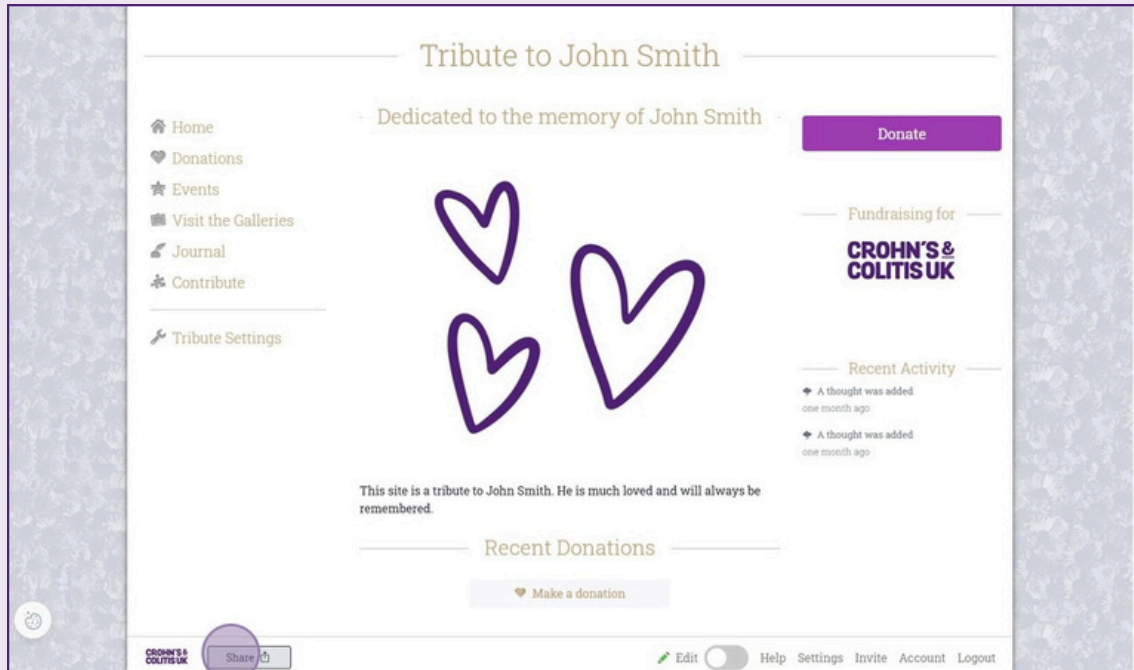 Tribute to John Smith
Home
Donations
Events
Visit the Galleries
Journal
Contribute
Tribute Settings
Dedicated to the memory of John Smith
This site is a tribute to John Smith. He is much loved and will always be
remembered.
Recent Donations
Make a donation
Donate
Fundraising for
CROHN'S &
COLITIS UK
Recent Activity
A thought was added
one month ago
A thought was added
one month ago
CROHN'S &
COLITIS UK
Share
Edit
Help
Settings
Invite
Account
Logout